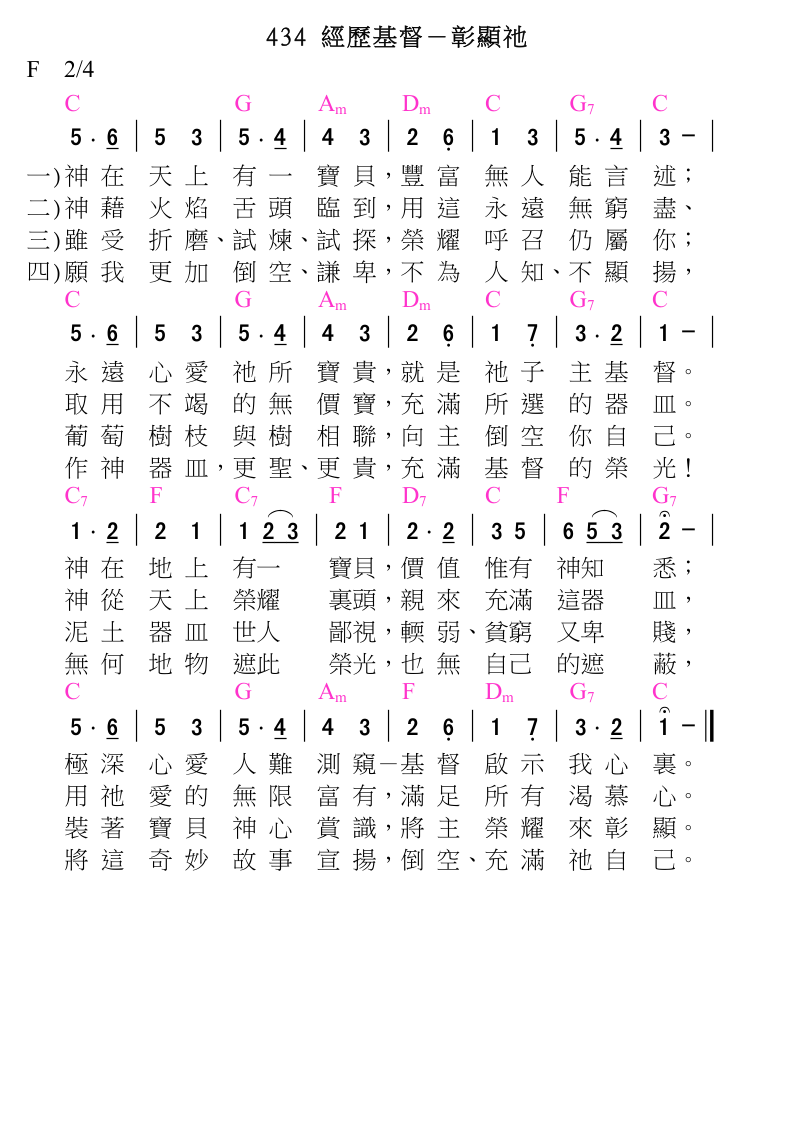 434 經歷基督－彰顯祂
F 2/4
C G Am Dm C G7 C
5 · 6 | 5 3 | 5 · 4 | 4 3 | 2 6 | 1 3 | 5 · 4 | 3 － |
一)神在天上有一寶貝，豐富無人能言述；
二)神藉火焰舌頭臨到，用這永遠無窮盡、
三)雖受折磨、試煉、試探，榮耀呼召仍屬你；
四)願我更加倒空、謙卑，不為人知、不顯揚，
C G Am Dm C G7 C
5 · 6 | 5 3 | 5 · 4 | 4 3 | 2 6 | 1 7 | 3 · 2 | 1 － |
永遠心愛祂所寶貴，就是祂子主基督。
取用不竭的無價寶，充滿所選的器皿。
葡萄樹枝與樹相聯，向主倒空你自己。
作神器皿，更聖、更貴，充滿基督的榮光！
C7 F C7 F D7 C F G7
1 · 2 | 2 1 | 1 2 3 | 2 1 | 2 · 2 | 3 5 | 6 5 3 | 2 － |
神在地上有一寶貝，價值惟有神知悉；
神從天上榮耀裏頭，親來充滿這器皿，
泥土器皿世人鄙視，輭弱、貧窮又卑賤，
無何地物遮此榮光，也無自己的遮蔽，
C G Am F Dm G7 C
5 · 6 | 5 3 | 5 · 4 | 4 3 | 2 6 | 1 7 | 3 · 2 | 1 － ‖
極深心愛人難測窺－基督啟示我心裏。
用祂愛的無限富有，滿足所有渴慕心。
裝著寶貝神心賞識，將主榮耀來彰顯。
將這奇妙故事宣揚，倒空、充滿祂自己。